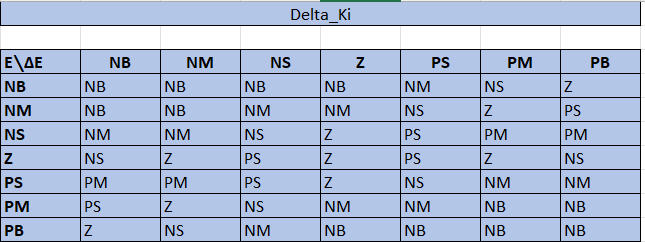 Delta_Ki
E\ΔE NB NM NS Z PS PM PB
NB NB NB NB NB NM NS Z
NM NB NB NM NM NS Z PS
NS NM NM NS Z PS PM PM
Z NS Z PS Z PS Z NS
PS PM PM PS Z NS NM NM
PM PS Z NS NM NM NB NB
PB Z NS NM NB NB NB NB